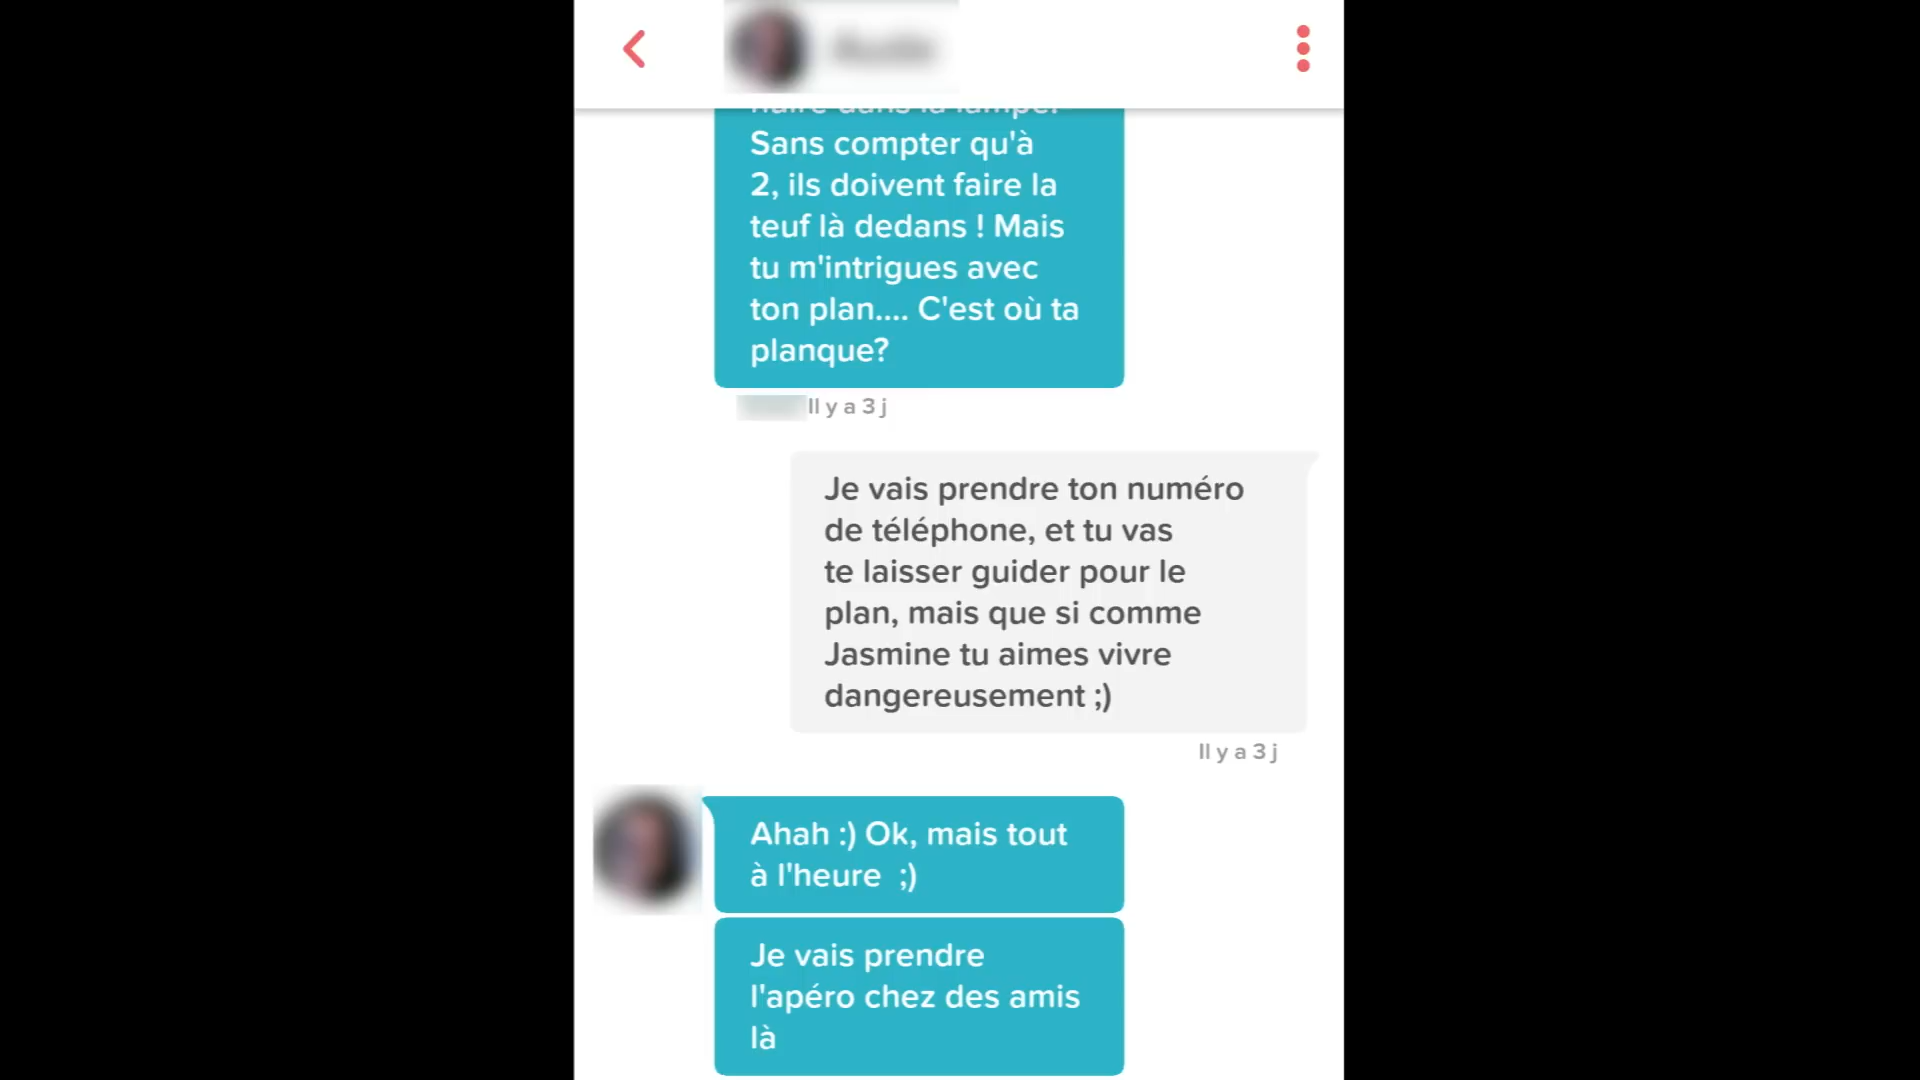 Sans compter qu'à
2, ils doivent faire la
teuf là dedans ! Mais
tu m'intrigues avec
ton plan.... C'est où ta
planque?
Il y a 3 j
Je vais prendre ton numéro
de téléphone, et tu vas
te laisser guider pour le
plan, mais que si comme
Jasmine tu aimes vivre
dangereusement ;)
Il y a 3 j
Ahah :) Ok, mais tout
à l'heure  ;)
Je vais prendre
l'apéro chez des amis
là